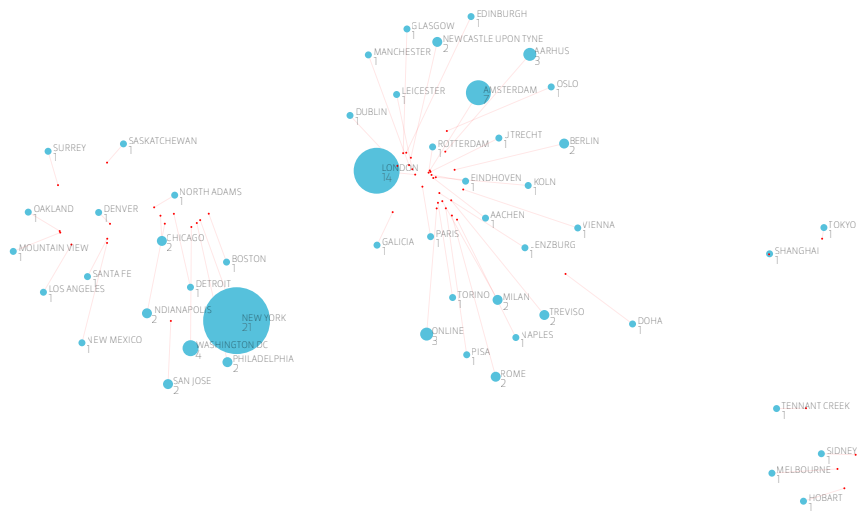 EDINBURGH
1
GLASGOW
1
NEWCASTLE UPON TYNE
2
MANCHESTER
1
AARHUS
3
LEICESTER
1
AMSTERDAM
7
OSLO
1
DUBLIN
1
SURREY
1
SASKATCHEWAN
1
ROTTERDAM
1
UTRECHT
1
BERLIN
2
LONDON
14
EINDHOVEN
1
KOLN
1
NORTH ADAMS
1
OAKLAND
1
DENVER
1
AACHEN
1
VIENNA
1
TOKYO
1
CHICAGO
2
MOUNTAIN VIEW
1
GALICIA
1
PARIS
1
LENZBURG
1
SHANGHAI
1
BOSTON
1
SANTA FE
1
LOS ANGELES
1
DETROIT
1
TORINO
1
MILAN
2
INDIANAPOLIS
2
NEW YORK
21
TREVISO
2
DOHA
1
ONLINE
3
NAPLES
1
NEW MEXICO
1
WASHINGTON DC
4
PHILADELPHIA
2
PISA
1
SAN JOSE
2
ROME
2
TENNANT CREEK
1
SIDNEY
1
MELBOURNE
1
HOBART
1